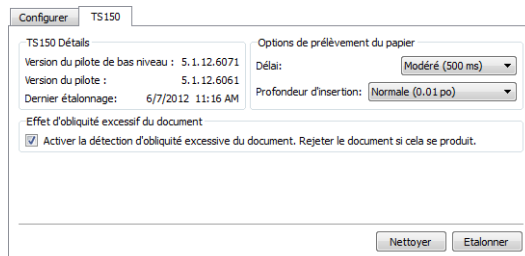 Configurer TS150
TS150 Détails
Version du pilote de bas niveau : 5.1.12.6071
Version du pilote : 5.1.12.6061
Dernier étalonnage: 6/7/2012 11:16 AM
Options de prélèvement du papier
Délai: Modéré (500 ms)
Profondeur d'insertion: Normale (0.01 po)
Effet d'obliquité excessif du document
Activer la détection d'obliquité excessive du document. Rejeter le document si cela se produit.
Nettoyer Etalonner